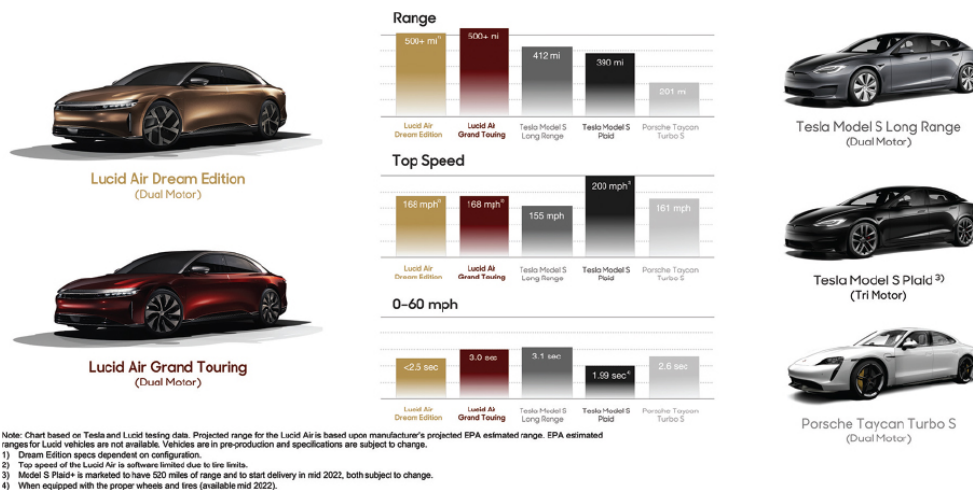 Range
500+ mi¹⁾
500+ mi
412 mi
390 mi
201 mi
Lucid Air Dream Edition
Lucid Air Grand Touring
Tesla Model S Long Range
Tesla Model S Plaid
Porsche Taycan Turbo S
Top Speed
168 mph²⁾
168 mph²⁾
155 mph
200 mph
161 mph
Lucid Air Dream Edition
Lucid Air Grand Touring
Tesla Model S Long Range
Tesla Model S Plaid
Porsche Taycan Turbo S
0-60 mph
<2.5 sec
3.0 sec
3.1 sec
1.99 sec⁴⁾
2.6 sec
Lucid Air Dream Edition
Lucid Air Grand Touring
Tesla Model S Long Range
Tesla Model S Plaid
Porsche Taycan Turbo S
Lucid Air Dream Edition
(Dual Motor)
Lucid Air Grand Touring
(Dual Motor)
Tesla Model S Long Range
(Dual Motor)
Tesla Model S Plaid ³⁾
(Tri Motor)
Porsche Taycan Turbo S
(Dual Motor)
Note: Chart based on Tesla and Lucid testing data. Projected range for the Lucid Air is based upon manufacturer's projected EPA estimated range. EPA estimated
ranges for Lucid vehicles are not available. Vehicles are in pre-production and specifications are subject to change.
1) Dream Edition specs dependent on configuration.
2) Top speed of the Lucid Air is software limited due to tire limits.
3) Model S Plaid+ is marketed to have 520 miles of range and to start delivery in mid 2022, both subject to change.
4) When equipped with the proper wheels and tires (available mid 2022).